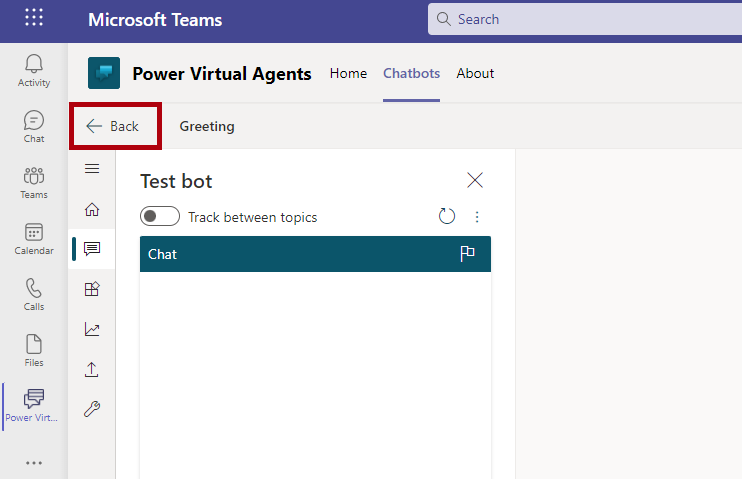 Microsoft Teams
Search
Activity
Chat
Teams
Calendar
Calls
Files
Power Virt...
Power Virtual Agents
Home
Chatbots
About
Back
Greeting
Test bot
Track between topics
Chat